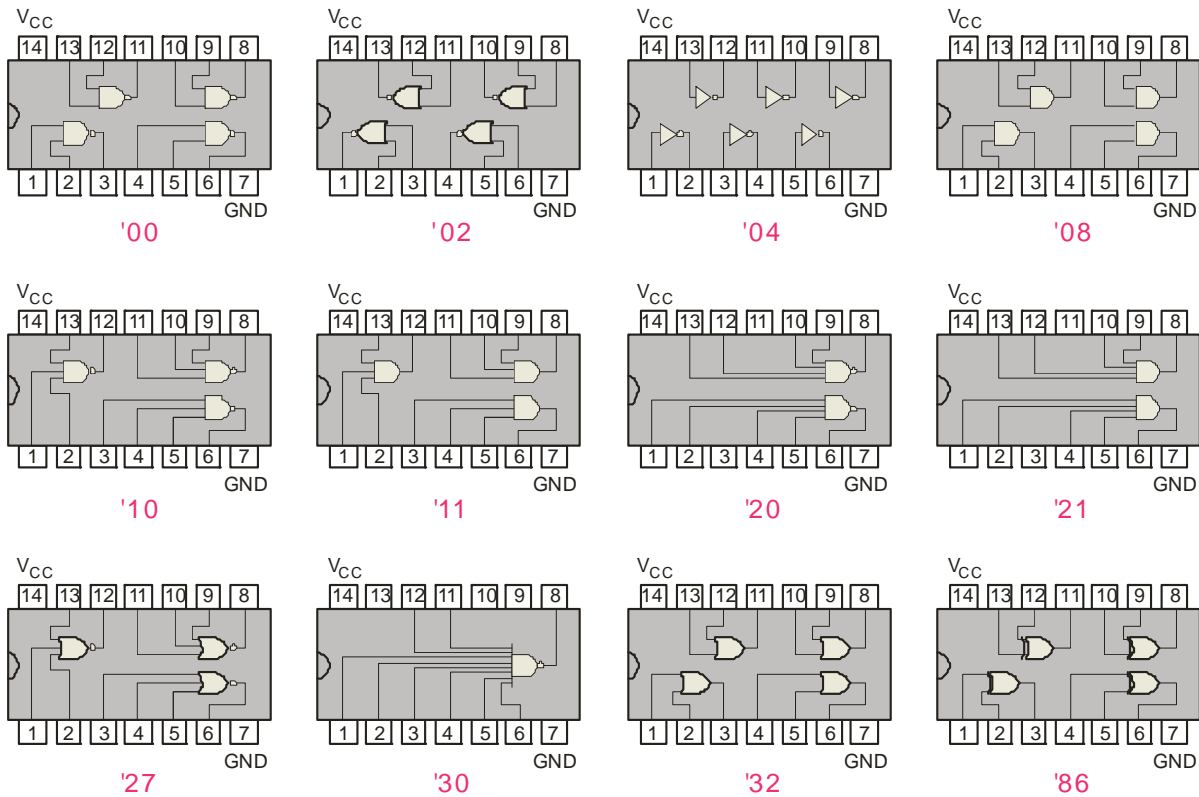 VCC VCC VCC VCC
14 13 12 11 10 9 8 14 13 12 11 10 9 8 14 13 12 11 10 9 8 14 13 12 11 10 9 8
1 2 3 4 5 6 7 1 2 3 4 5 6 7 1 2 3 4 5 6 7 1 2 3 4 5 6 7
GND GND GND GND
'00 '02 '04 '08
VCC VCC VCC VCC
14 13 12 11 10 9 8 14 13 12 11 10 9 8 14 13 12 11 10 9 8 14 13 12 11 10 9 8
1 2 3 4 5 6 7 1 2 3 4 5 6 7 1 2 3 4 5 6 7 1 2 3 4 5 6 7
GND GND GND GND
'10 '11 '20 '21
VCC VCC VCC VCC
14 13 12 11 10 9 8 14 13 12 11 10 9 8 14 13 12 11 10 9 8 14 13 12 11 10 9 8
1 2 3 4 5 6 7 1 2 3 4 5 6 7 1 2 3 4 5 6 7 1 2 3 4 5 6 7
GND GND GND GND
'27 '30 '32 '86